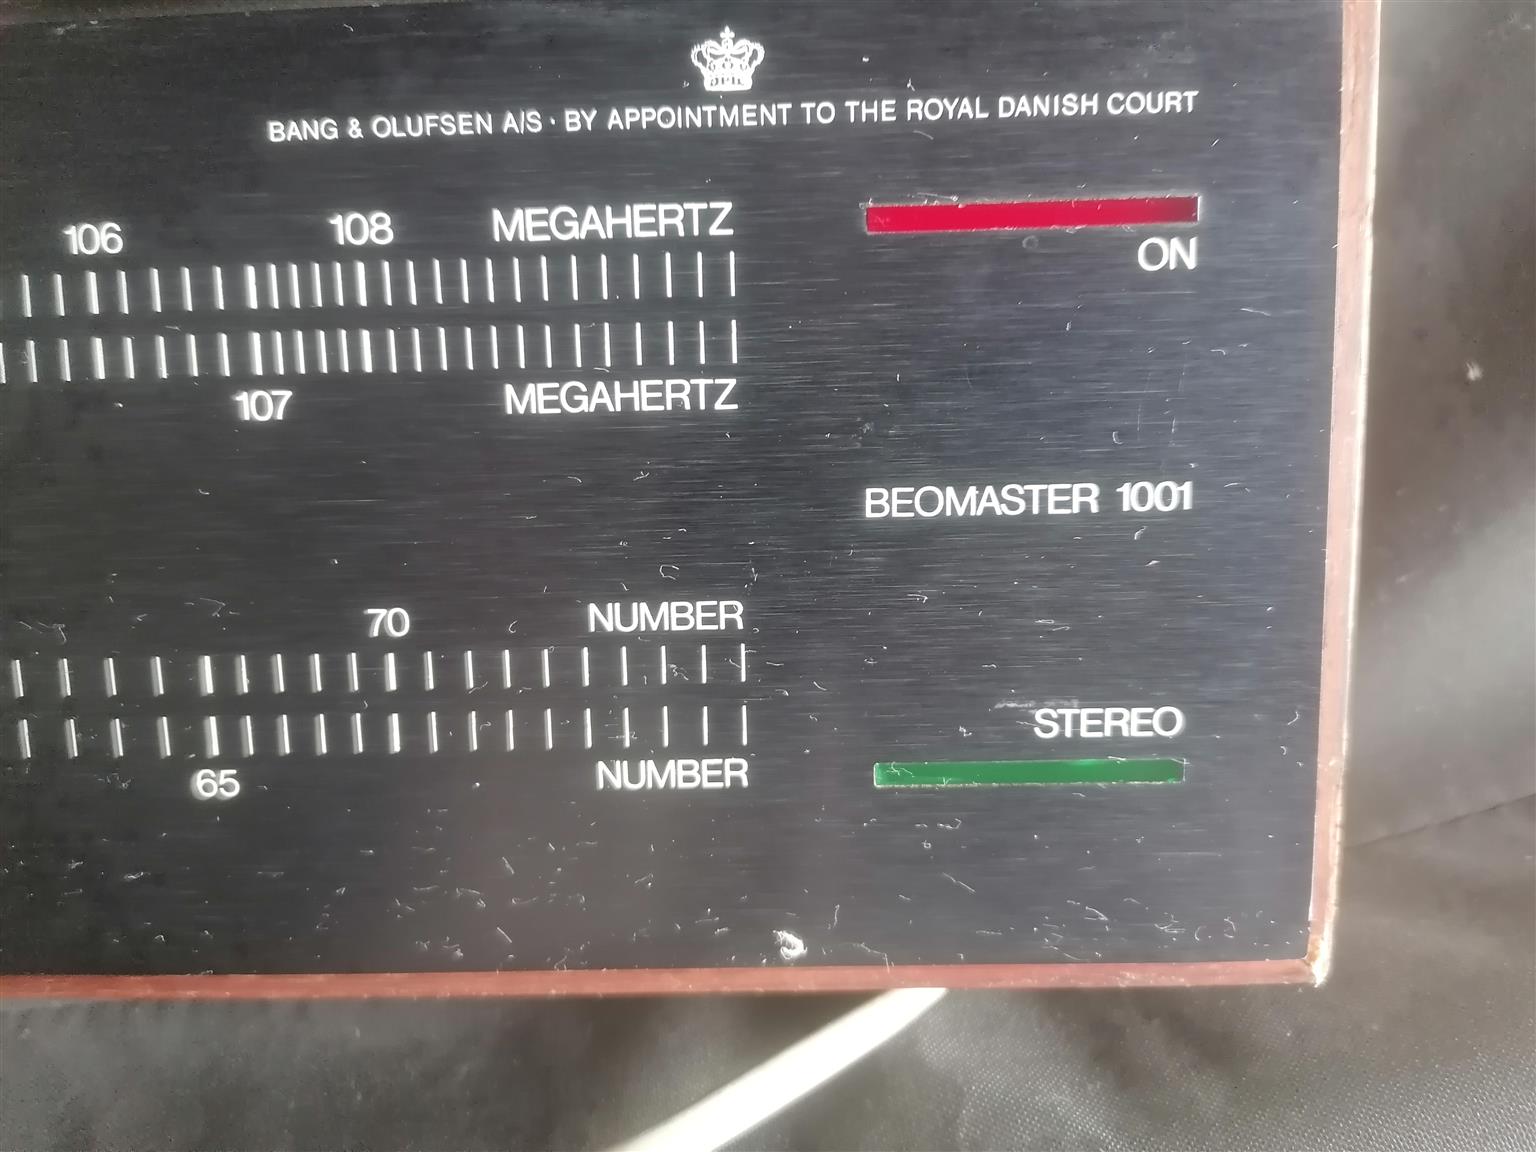 BANG & OLUFSEN A/S · BY APPOINTMENT TO THE ROYAL DANISH COURT
106 108 MEGAHERTZ
ON
107 MEGAHERTZ
BEOMASTER 1001
70 NUMBER
STEREO
65 NUMBER